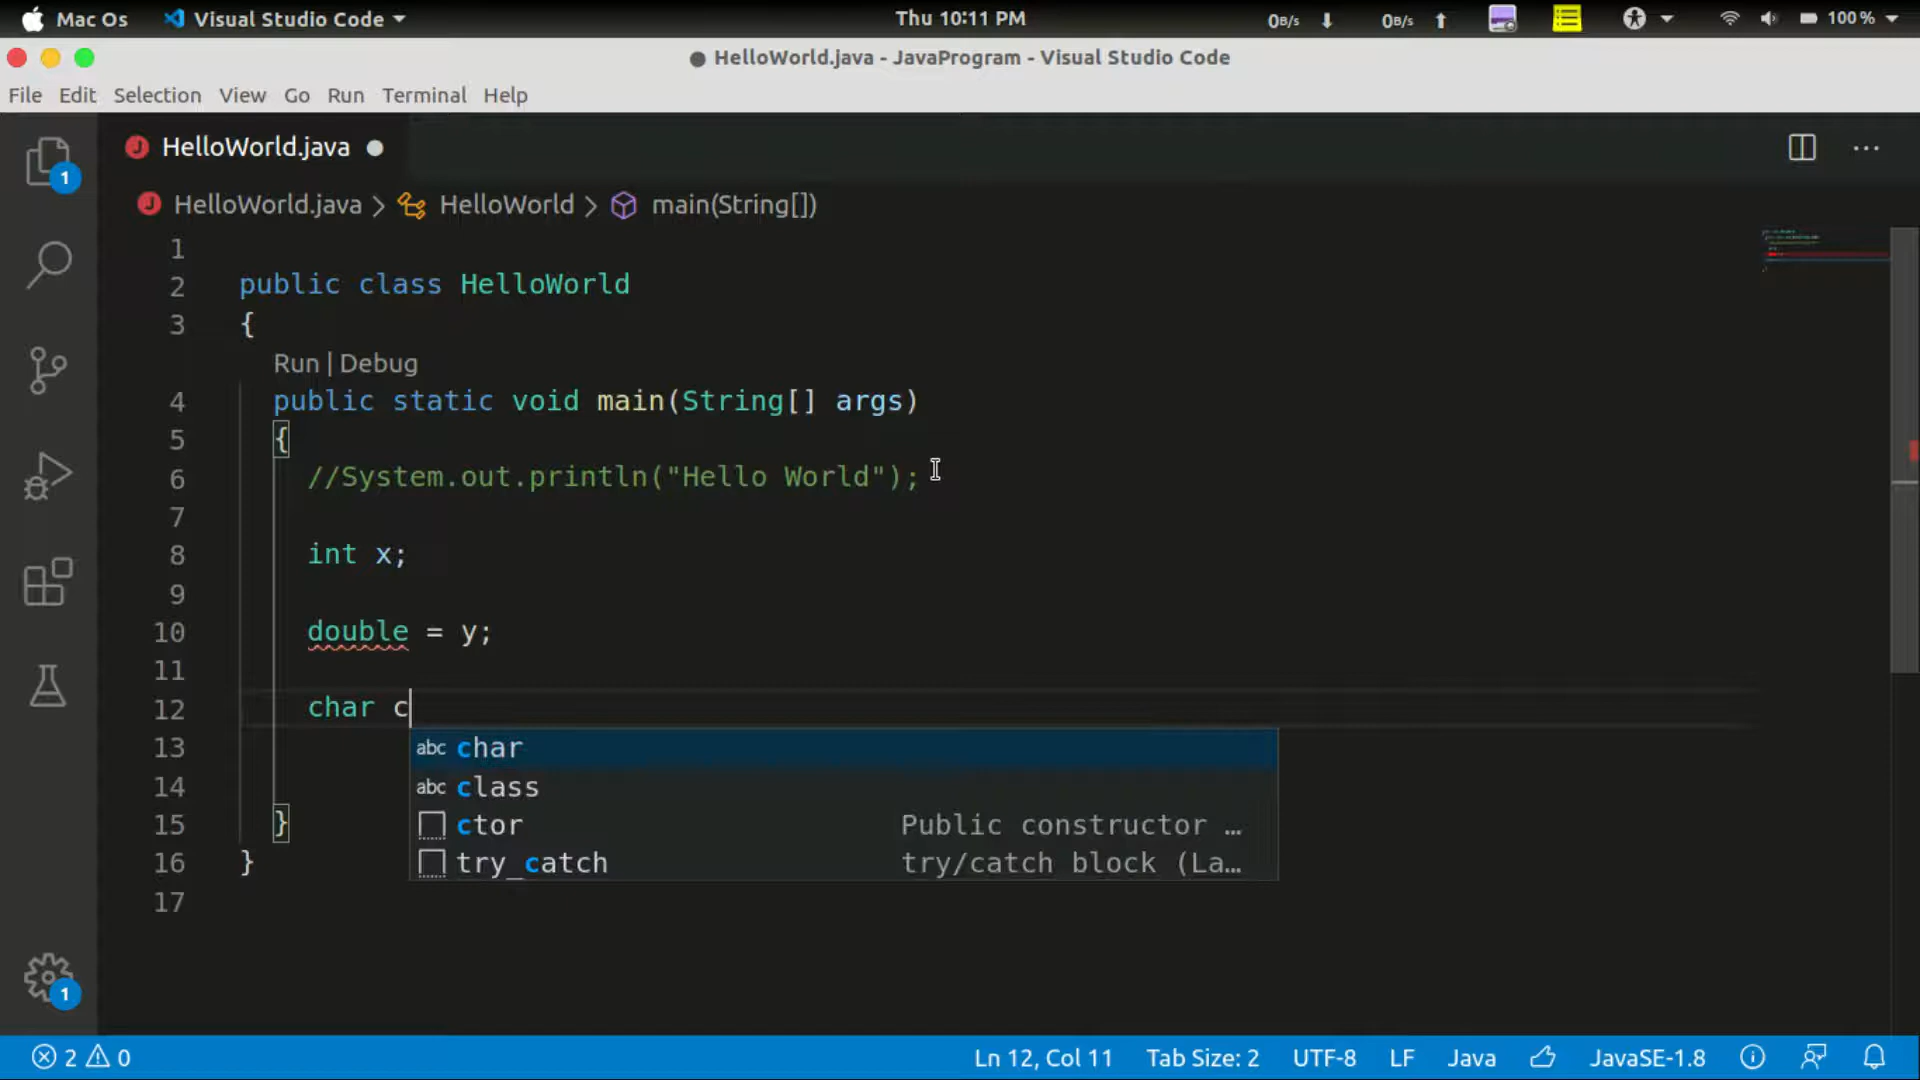 Mac Os Visual Studio Code Thu 10:11 PM 0B/s 0B/s 100 %
HelloWorld.java - JavaProgram - Visual Studio Code
File Edit Selection View Go Run Terminal Help
HelloWorld.java
HelloWorld.java > HelloWorld > main(String[])
1
2 public class HelloWorld
3 {
Run | Debug
4 public static void main(String[] args)
5 {
6 //System.out.println("Hello World");
7
8 int x;
9
10 double = y;
11
12 char c
13 abc char
14 abc class
15 } ctor Public constructor …
16 } try_catch try/catch block (La…
17
1
1
2 0 Ln 12, Col 11 Tab Size: 2 UTF-8 LF Java JavaSE-1.8